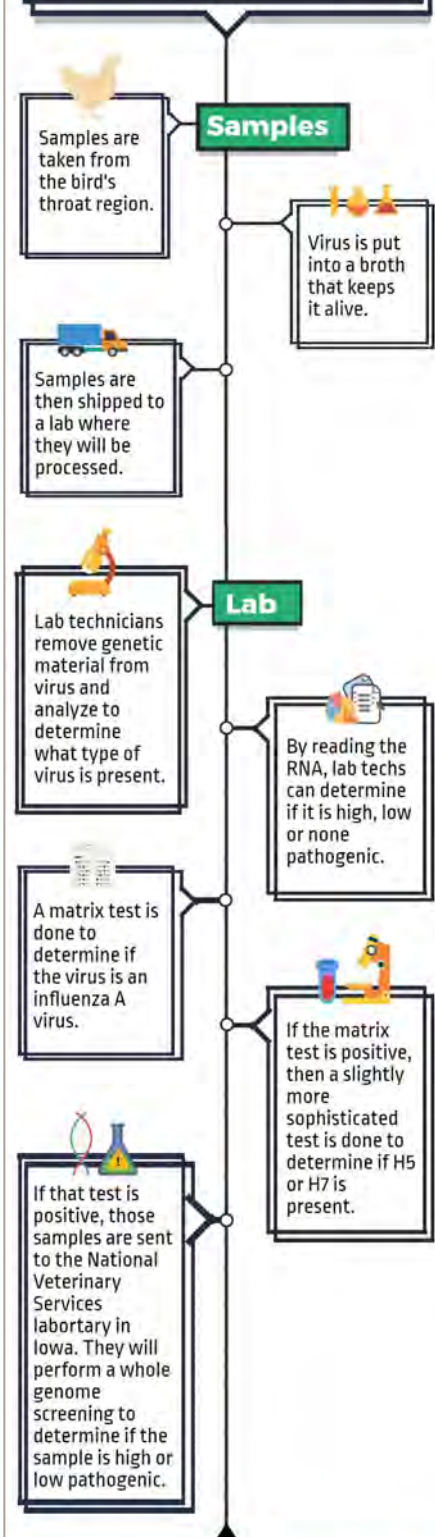 Samples
Samples are
taken from
the bird's
throat region.
Virus is put
into a broth
that keeps
it alive.
Samples are
then shipped to
a lab where
they will be
processed.
Lab
Lab technicians
remove genetic
material from
virus and
analyze to
determine
what type of
virus is present.
By reading the
RNA, lab techs
can determine
if it is high, low
or none
pathogenic.
A matrix test is
done to
determine if
the virus is an
influenza A
virus.
If the matrix
test is positive,
then a slightly
more
sophisticated
test is done to
determine if H5
or H7 is
present.
If that test is
positive, those
samples are sent
to the National
Veterinary
Services
labortary in
Iowa. They will
perform a whole
genome
screening to
determine if the
sample is high or
low pathogenic.